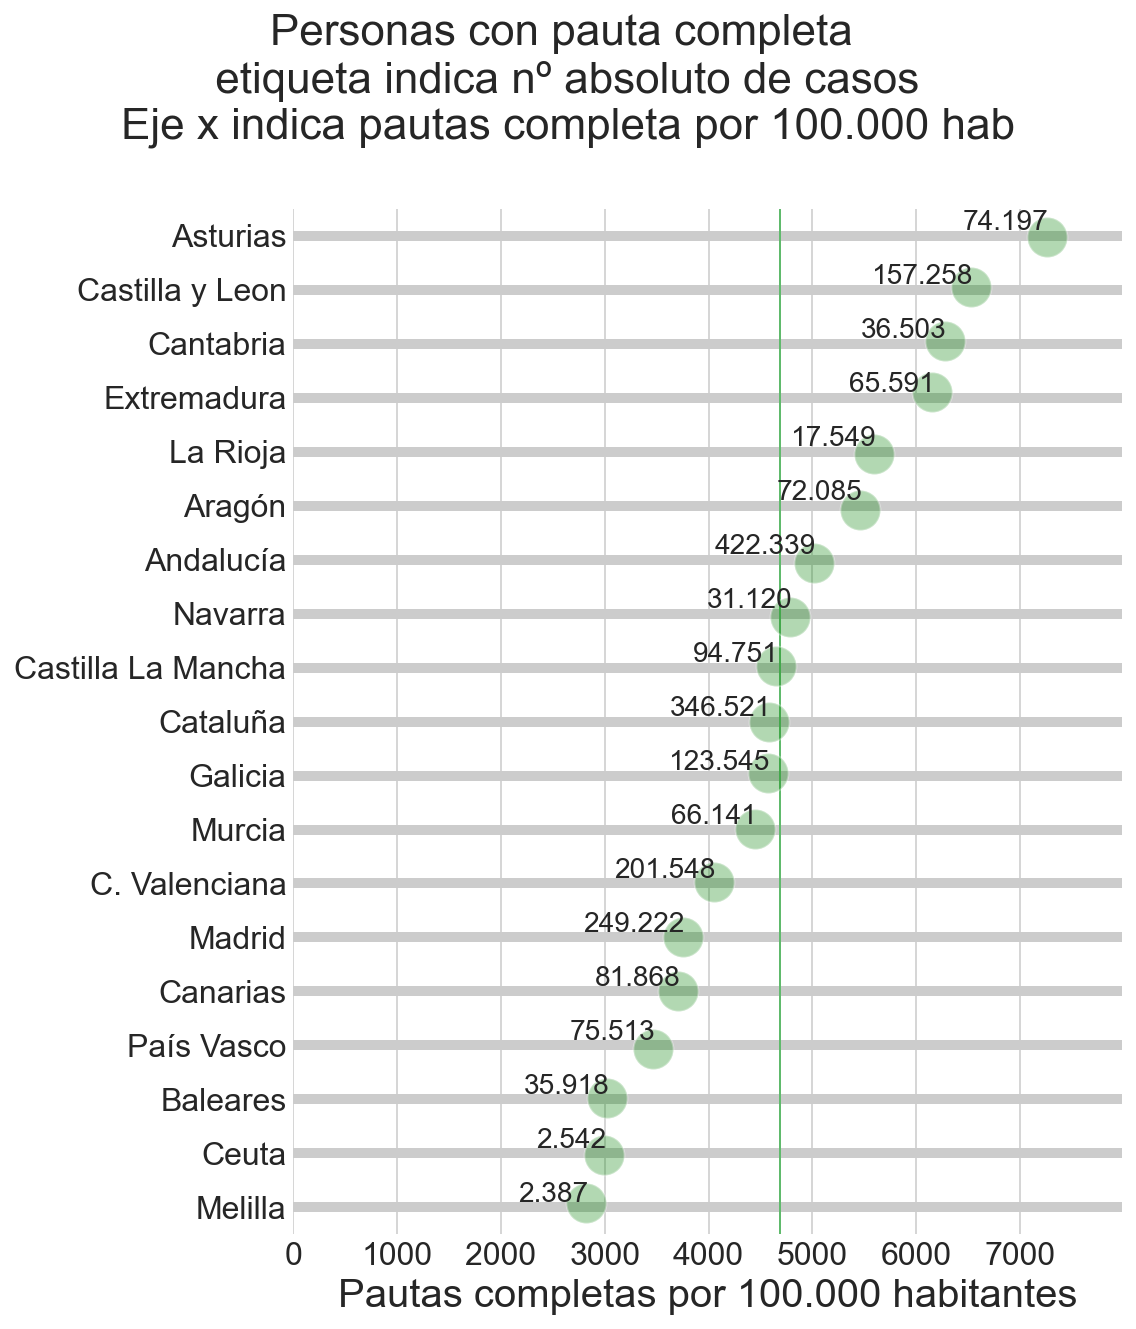 Personas con pauta completa
etiqueta indica nº absoluto de casos
Eje x indica pautas completa por 100.000 hab
Asturias 74.197
Castilla y Leon 157.258
Cantabria 36.503
Extremadura 65.591
La Rioja 17.549
Aragón 72.085
Andalucía 422.339
Navarra 31.120
Castilla La Mancha 94.751
Cataluña 346.521
Galicia 123.545
Murcia 66.141
C. Valenciana 201.548
Madrid 249.222
Canarias 81.868
País Vasco 75.513
Baleares 35.918
Ceuta 2.542
Melilla 2.387
0 1000 2000 3000 4000 5000 6000 7000
Pautas completas por 100.000 habitantes